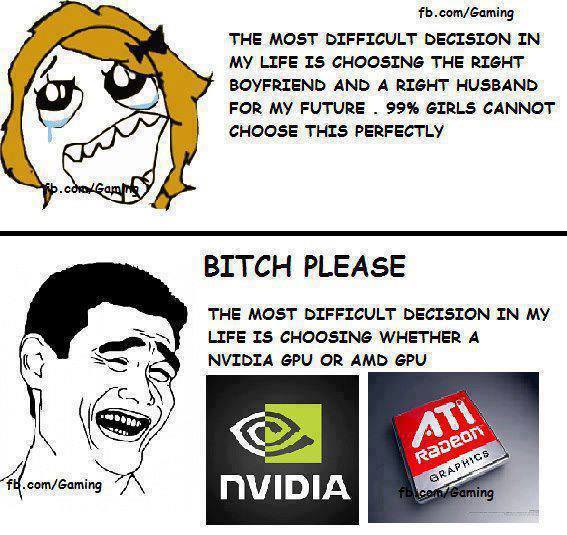 fb.com/Gaming
THE MOST DIFFICULT DECISION IN
MY LIFE IS CHOOSING THE RIGHT
BOYFRIEND AND A RIGHT HUSBAND
FOR MY FUTURE . 99% GIRLS CANNOT
CHOOSE THIS PERFECTLY
fb.com/Gaming
BITCH PLEASE
THE MOST DIFFICULT DECISION IN MY
LIFE IS CHOOSING WHETHER A
NVIDIA GPU OR AMD GPU
fb.com/Gaming
NVIDIA
ATI
RADEON
GRAPHICS
fb.com/Gaming